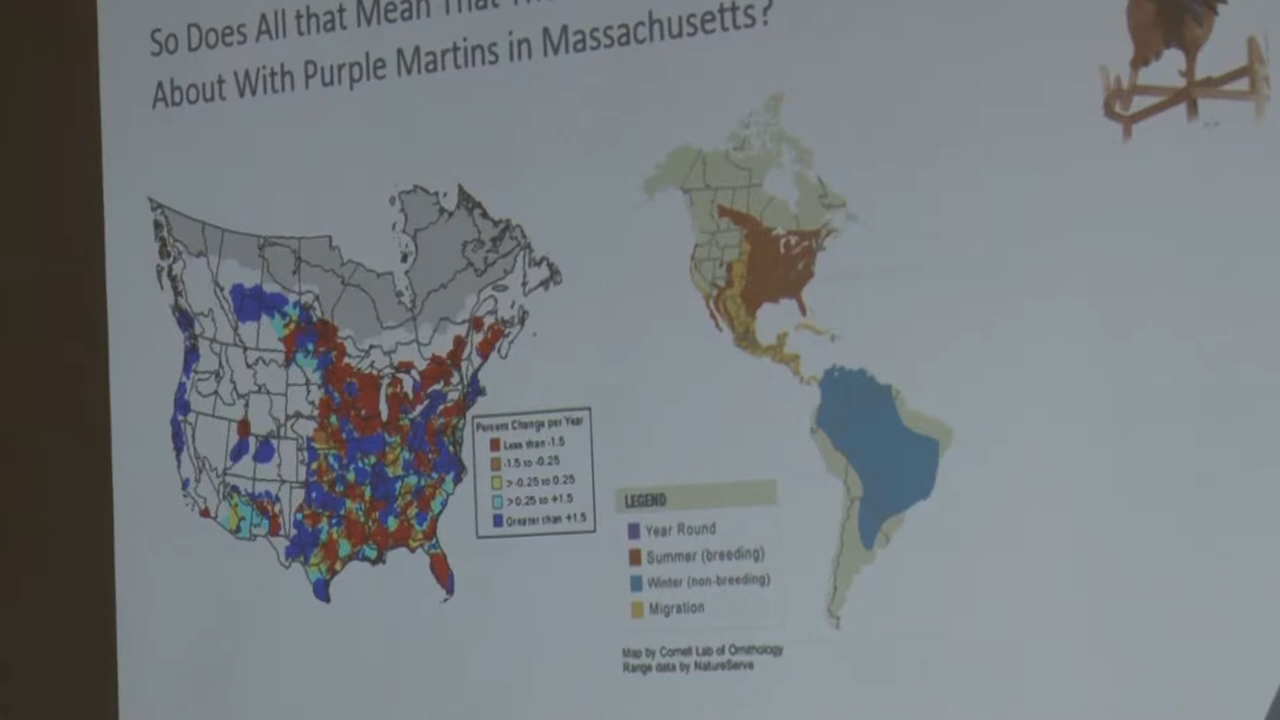 So Does All that Mean That
About With Purple Martins in Massachusetts?
Percent Change per Year
Less than -1.5
-1.5 to -0.25
> -0.25 to 0.25
>0.25 to +1.5
Greater than +1.5
LEGEND
Year Round
Summer (breeding)
Winter (non-breeding)
Migration
Map by Cornell Lab of Ornithology
Range data by NatureServe